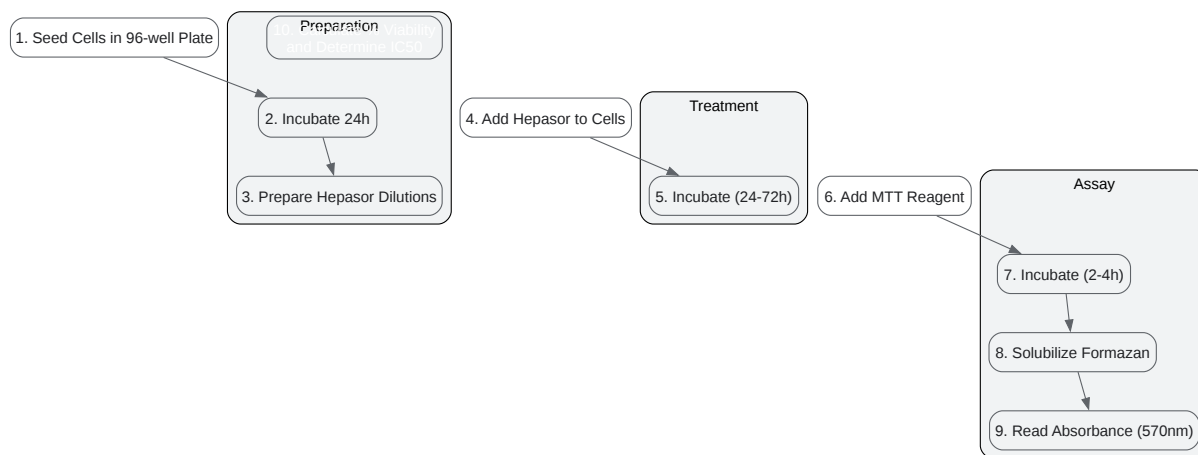 1. Seed Cells in 96-well Plate
Preparation
10. Viability
and Determine IC50
2. Incubate 24h
3. Prepare Hepasor Dilutions
4. Add Hepasor to Cells
Treatment
5. Incubate (24-72h)
6. Add MTT Reagent
Assay
7. Incubate (2-4h)
8. Solubilize Formazan
9. Read Absorbance (570nm)